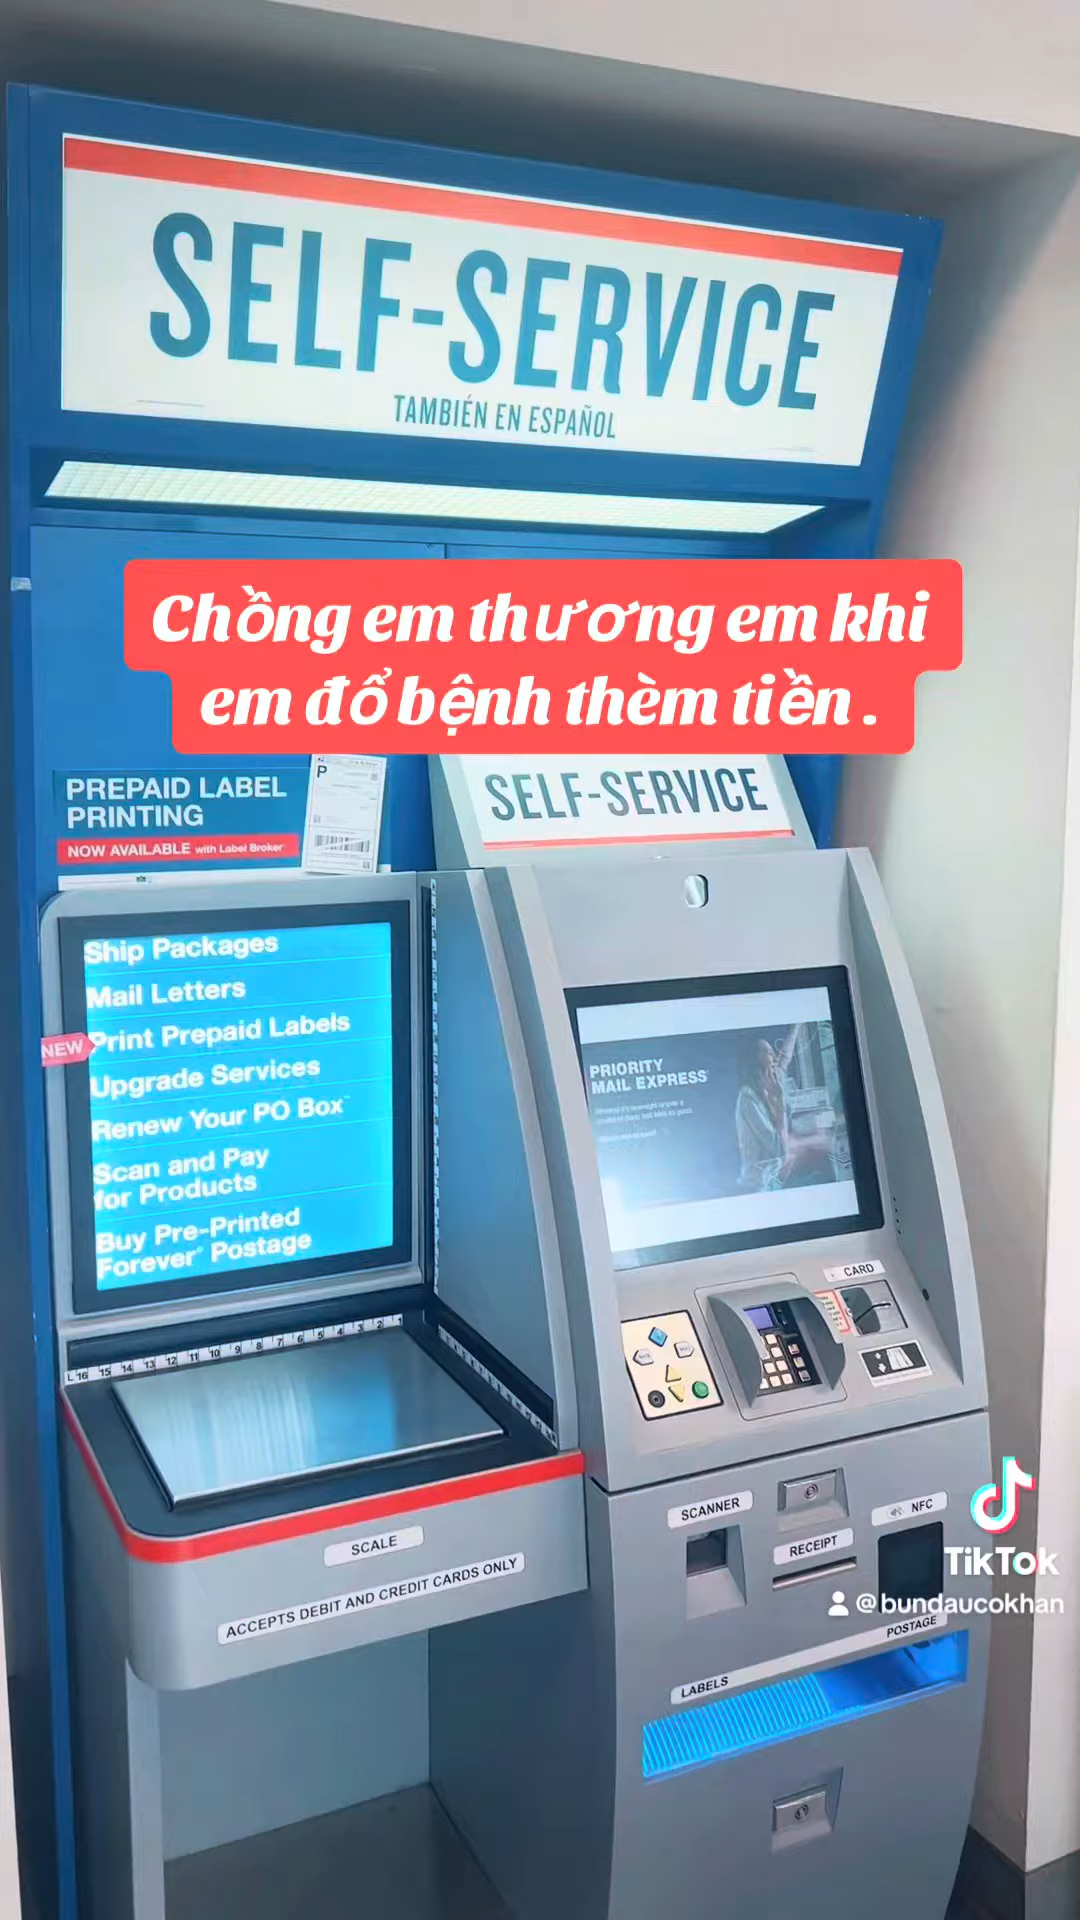 SELF-SERVICE
TAMBIÉN EN ESPAÑOL
Chồng em thương em khi
em đổ bệnh thèm tiền .
PREPAID LABEL
PRINTING
NOW AVAILABLE with Label Broker
P
SELF-SERVICE
Ship Packages
Mail Letters
NEW
Print Prepaid Labels
Upgrade Services
Renew Your PO Box
Scan and Pay
for Products
Buy Pre-Printed
Forever® Postage
PRIORITY
MAIL EXPRESS
CARD
L 16 15 14 13 12 11 10 9 8 7 6 5 4 3 2 1
SCALE
ACCEPTS DEBIT AND CREDIT CARDS ONLY
SCANNER
RECEIPT
NFC
TikTok
@bundaucokhan
POSTAGE
LABELS